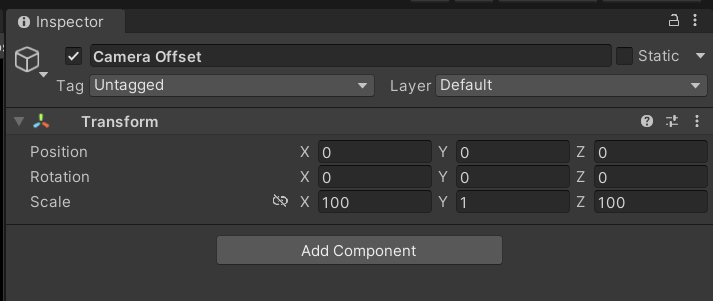 Inspector
Camera Offset Static
Tag Untagged Layer Default
Transform
Position X 0 Y 0 Z 0
Rotation X 0 Y 0 Z 0
Scale X 100 Y 1 Z 100
Add Component